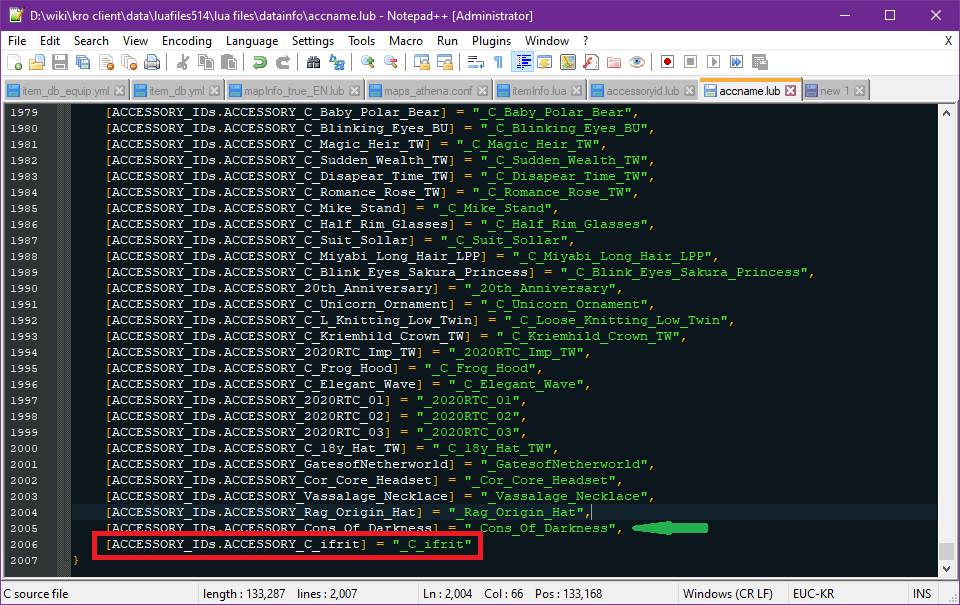 D:\wiki\kro client\data\luafiles514\lua files\datainfo\accname.lub - Notepad++ [Administrator]
File Edit Search View Encoding Language Settings Tools Macro Run Plugins Window ? X
item_db_equip.yml item_db.yml mapInfo_true_EN.lub maps_athena.conf itemInfo.lua accessoryid.lub accname.lub new 1
1979 [ACCESSORY_IDs.ACCESSORY_C_Baby_Polar_Bear] = "_C_Baby_Polar_Bear",
1980 [ACCESSORY_IDs.ACCESSORY_C_Blinking_Eyes_BU] = "_C_Blinking_Eyes_BU",
1981 [ACCESSORY_IDs.ACCESSORY_C_Magic_Heir_TW] = "_C_Magic_Heir_TW",
1982 [ACCESSORY_IDs.ACCESSORY_C_Sudden_Wealth_TW] = "_C_Sudden_Wealth_TW",
1983 [ACCESSORY_IDs.ACCESSORY_C_Disapear_Time_TW] = "_C_Disapear_Time_TW",
1984 [ACCESSORY_IDs.ACCESSORY_C_Romance_Rose_TW] = "_C_Romance_Rose_TW",
1985 [ACCESSORY_IDs.ACCESSORY_C_Mike_Stand] = "_C_Mike_Stand",
1986 [ACCESSORY_IDs.ACCESSORY_C_Half_Rim_Glasses] = "_C_Half_Rim_Glasses",
1987 [ACCESSORY_IDs.ACCESSORY_C_Suit_Sollar] = "_C_Suit_Sollar",
1988 [ACCESSORY_IDs.ACCESSORY_C_Miyabi_Long_Hair_LPP] = "_C_Miyabi_Long_Hair_LPP",
1989 [ACCESSORY_IDs.ACCESSORY_C_Blink_Eyes_Sakura_Princess] = "_C_Blink_Eyes_Sakura_Princess",
1990 [ACCESSORY_IDs.ACCESSORY_20th_Anniversary] = "_20th_Anniversary",
1991 [ACCESSORY_IDs.ACCESSORY_C_Unicorn_Ornament] = "_C_Unicorn_Ornament",
1992 [ACCESSORY_IDs.ACCESSORY_C_L_Knitting_Low_Twin] = "_C_Loose_Knitting_Low_Twin",
1993 [ACCESSORY_IDs.ACCESSORY_C_Kriemhild_Crown_TW] = "_C_Kriemhild_Crown_TW",
1994 [ACCESSORY_IDs.ACCESSORY_2020RTC_Imp_TW] = "_2020RTC_Imp_TW",
1995 [ACCESSORY_IDs.ACCESSORY_C_Frog_Hood] = "_C_Frog_Hood",
1996 [ACCESSORY_IDs.ACCESSORY_C_Elegant_Wave] = "_C_Elegant_Wave",
1997 [ACCESSORY_IDs.ACCESSORY_2020RTC_01] = "_2020RTC_01",
1998 [ACCESSORY_IDs.ACCESSORY_2020RTC_02] = "_2020RTC_02",
1999 [ACCESSORY_IDs.ACCESSORY_2020RTC_03] = "_2020RTC_03",
2000 [ACCESSORY_IDs.ACCESSORY_C_18y_Hat_TW] = "_C_18y_Hat_TW",
2001 [ACCESSORY_IDs.ACCESSORY_GatesofNetherworld] = "_GatesofNetherworld",
2002 [ACCESSORY_IDs.ACCESSORY_Cor_Core_Headset] = "_Cor_Core_Headset",
2003 [ACCESSORY_IDs.ACCESSORY_Vassalage_Necklace] = "_Vassalage_Necklace",
2004 [ACCESSORY_IDs.ACCESSORY_Rag_Origin_Hat] = "_Rag_Origin_Hat",
2005 [ACCESSORY_IDs.ACCESSORY_Cons_Of_Darkness] = "_Cons_Of_Darkness",
2006 [ACCESSORY_IDs.ACCESSORY_C_ifrit] = "_C_ifrit"
2007 }
C source file length : 133,287 lines : 2,007 Ln : 2,004 Col : 66 Pos : 133,168 Windows (CR LF) EUC-KR INS